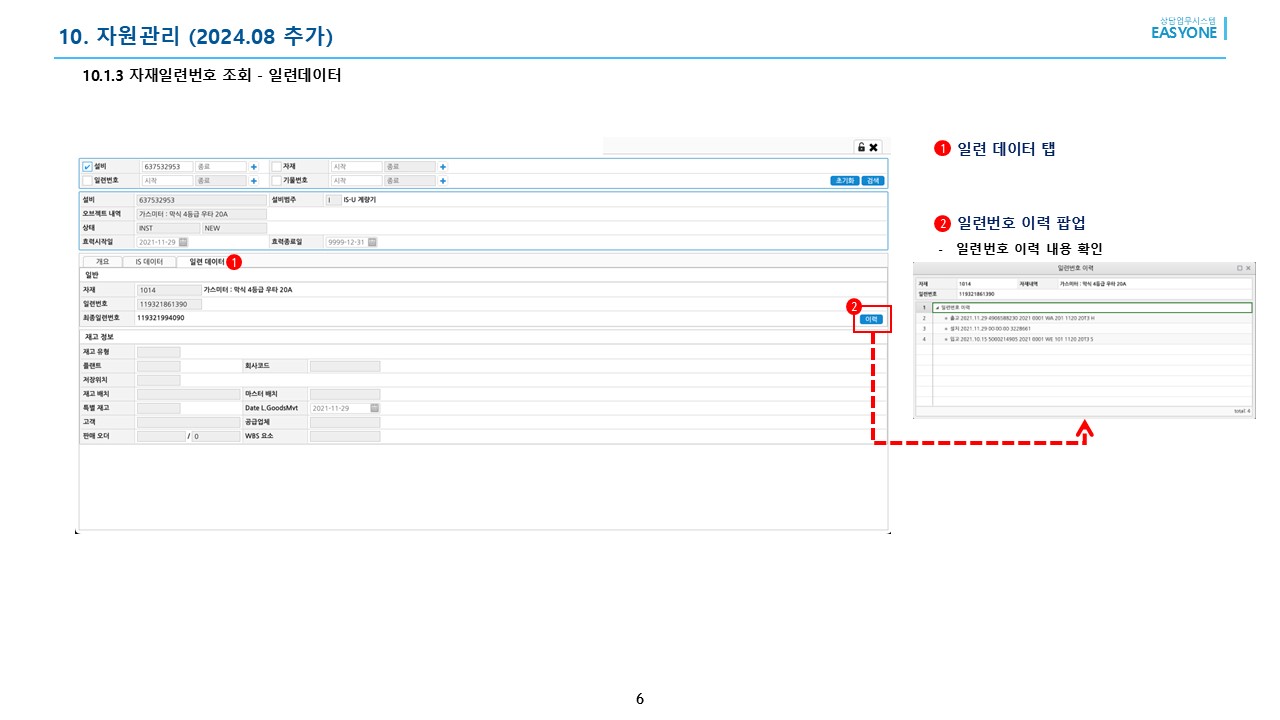 10. 자원관리 (2024.08 추가)
상담업무시스템
EASYONE
10.1.3 자재일련번호 조회 - 일련데이터
설비 637532953 종료 자재 시작 종료
일련번호 시작 종료 기물번호 시작 종료 초기화 검색
설비 637532953 설비범주 I IS-U 계량기
오브젝트 내역 가스미터 : 막식 4등급 우타 20A
상태 INST NEW
효력시작일 2021-11-29 효력종료일 9999-12-31
개요 IS 데이터 일련 데이터 1
일반
자재 1014 가스미터 : 막식 4등급 우타 20A
일련번호 119321861390
최종일련번호 119321994090
2
이력
재고 정보
재고 유형
플랜트 회사코드
저장위치
재고 배치 마스터 배치
특별 재고 Date L.GoodsMvt 2021-11-29
고객 공급업체
판매 오더 / 0 WBS 요소
1 일련 데이터 탭
2 일련번호 이력 팝업
- 일련번호 이력 내용 확인
일련번호 이력
자재 1014 자재내역 가스미터 : 막식 4등급 우타 20A
일련번호 119321861390
1 일련번호 이력
2 출고 2021.11.29 4906588230 2021 0001 WA 201 1120 20T3 H
3 설치 2021.11.29 00:00:00 3228661
4 입고 2021.10.15 5000214905 2021 0001 WE 101 1120 20T3 S
total: 4
6